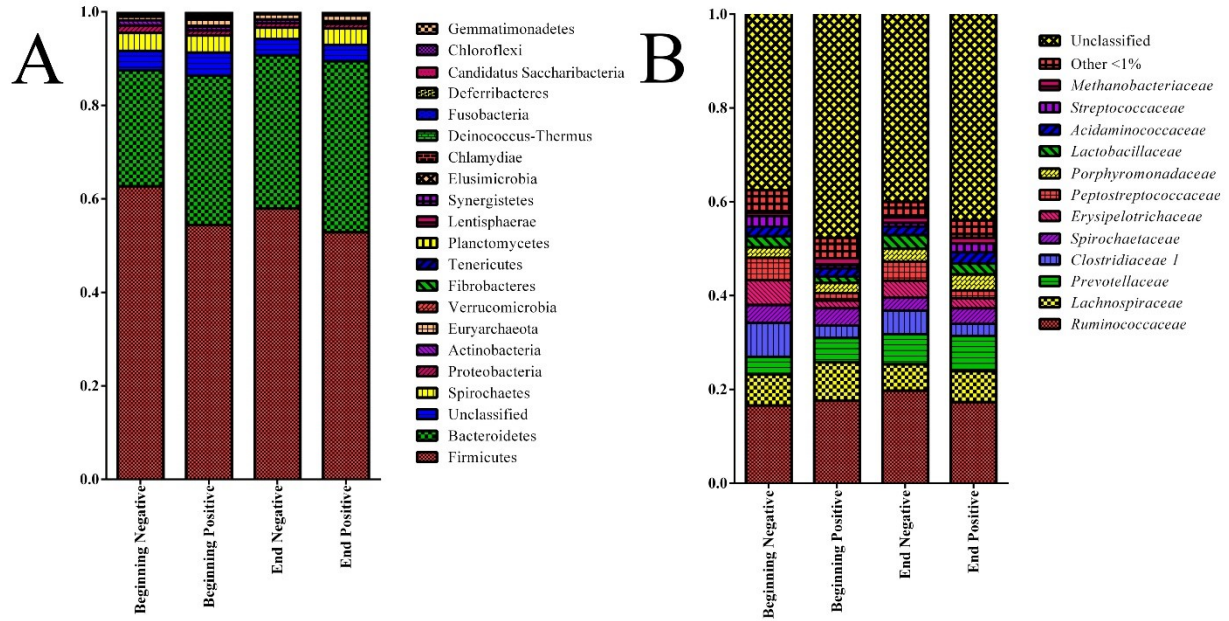 A
1.0
0.8
0.6
0.4
0.2
0.0
Beginning Negative
Beginning Positive
End Negative
End Positive
Gemmatimonadetes
Chloroflexi
Candidatus Saccharibacteria
Deferribacteres
Fusobacteria
Deinococcus-Thermus
Chlamydiae
Elusimicrobia
Synergistetes
Lentisphaerae
Planctomycetes
Tenericutes
Fibrobacteres
Verrucomicrobia
Euryarchaeota
Actinobacteria
Proteobacteria
Spirochaetes
Unclassified
Bacteroidetes
Firmicutes
B
1.0
0.8
0.6
0.4
0.2
0.0
Beginning Negative
Beginning Positive
End Negative
End Positive
Unclassified
Other <1%
Methanobacteriaceae
Streptococcaceae
Acidaminococcaceae
Lactobacillaceae
Porphyromonadaceae
Peptostreptococcaceae
Erysipelotrichaceae
Spirochaetaceae
Clostridiaceae 1
Prevotellaceae
Lachnospiraceae
Ruminococcaceae